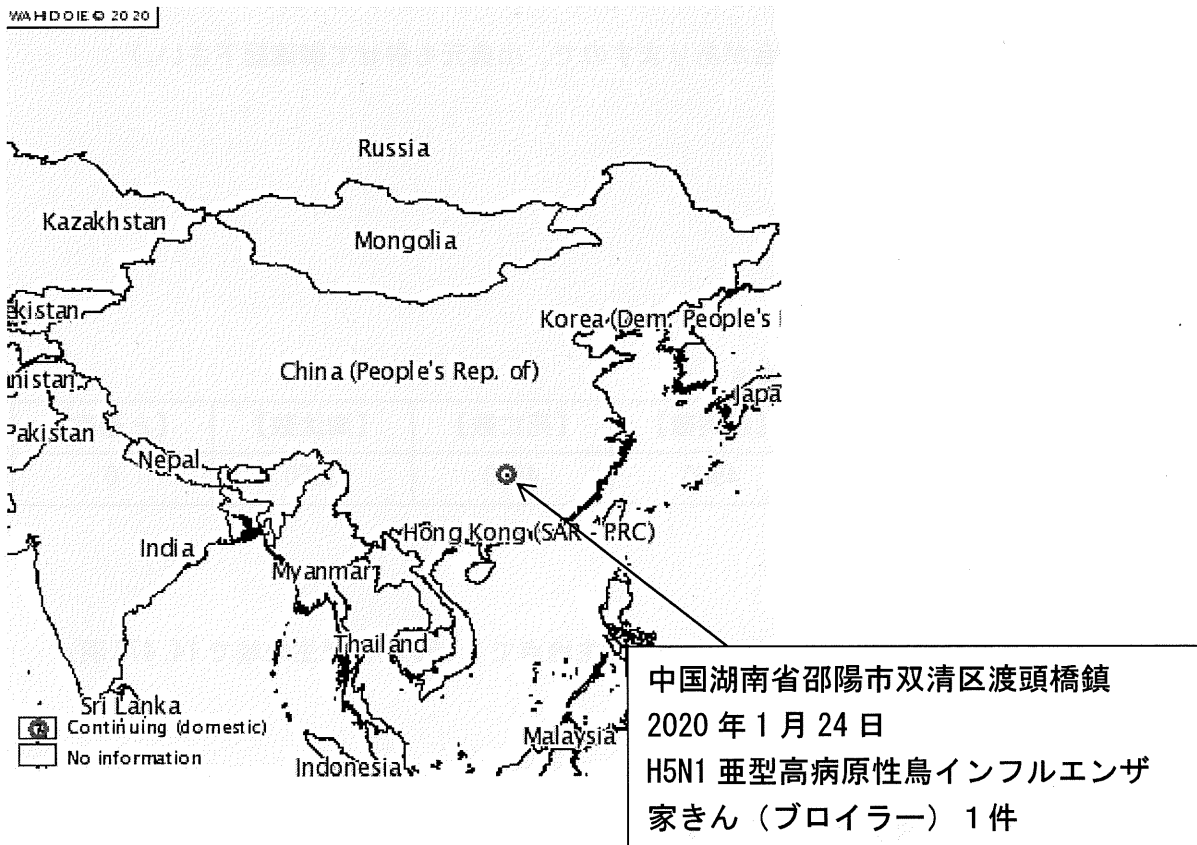 WAHIDOIE © 2020
Russia
Kazakhstan
Mongolia
ekistan
Korea (Dem. People's
China (People's Rep. of)
nistan
Japa
Pakistan
Nepal
Hong Kong (SAR - PRC)
India
Myanmar
Thailand
Sri Lanka
Continuing (domestic)
Malaysia
No information
Indonesia
中国湖南省邵陽市双清区渡頭橋鎮
2020 年 1 月 24 日
H5N1 亜型高病原性鳥インフルエンザ
家きん（ブロイラー）１件